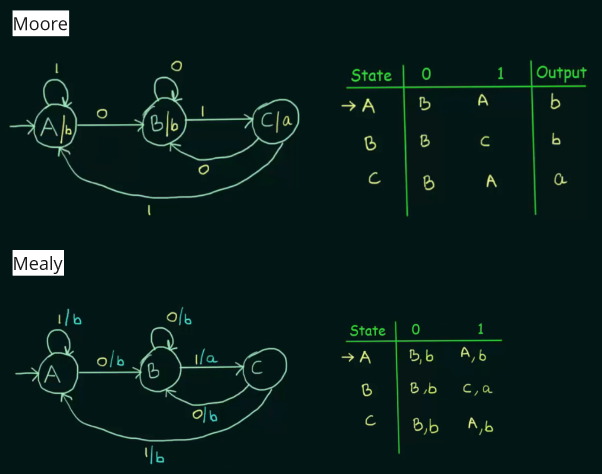 Moore
1
0
A/b
0
B/b
1
C/a
0
1
State 0 1 Output
→ A B A b
B B C b
C B A a
Mealy
1/b
0/b
A
0/b
B
1/a
C
0/b
1/b
State 0 1
→ A B,b A,b
B B,b C,a
C B,b A,b